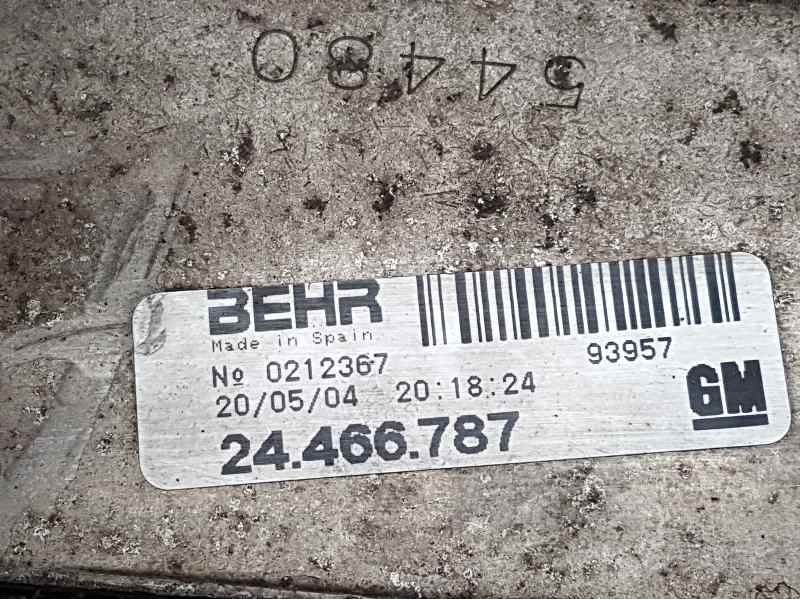 54480
BEHR
Made in Spain
93957
Nº 0212367
20/05/04 20:18:24
GM
24.466.787